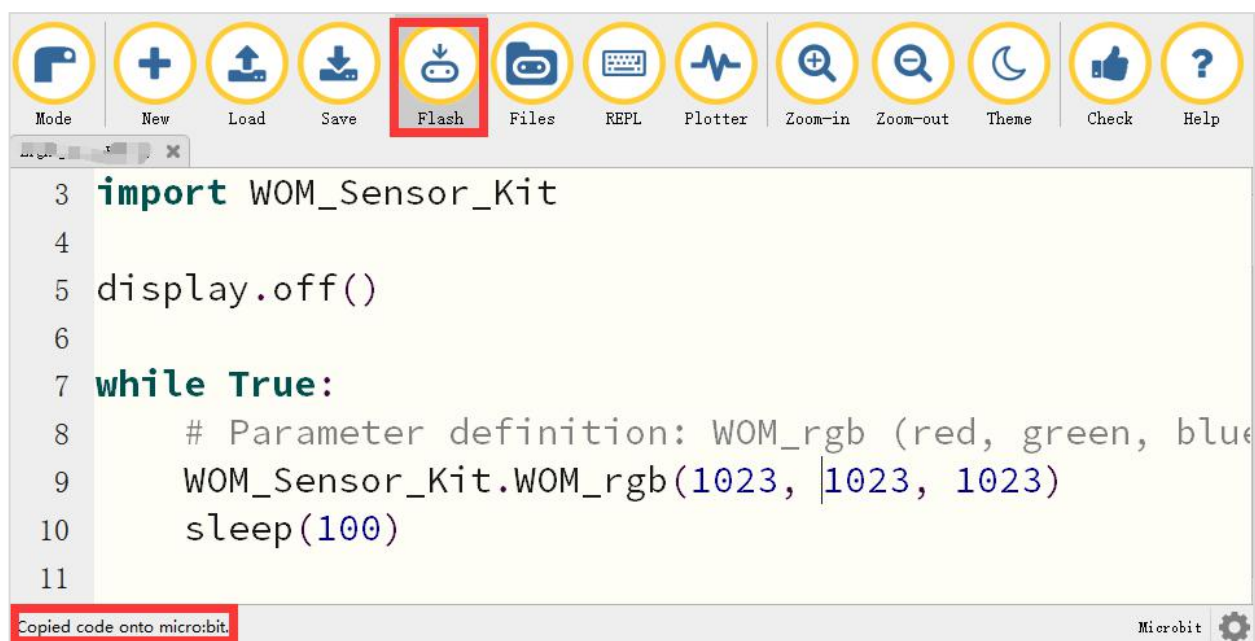 Mode New Load Save Flash Files REPL Plotter Zoom-in Zoom-out Theme Check Help
3 import WOM_Sensor_Kit
4
5 display.off()
6
7 while True:
8 # Parameter definition: WOM_rgb (red, green, blue
9 WOM_Sensor_Kit.WOM_rgb(1023, 1023, 1023)
10 sleep(100)
11
Copied code onto micro:bit. Microbit